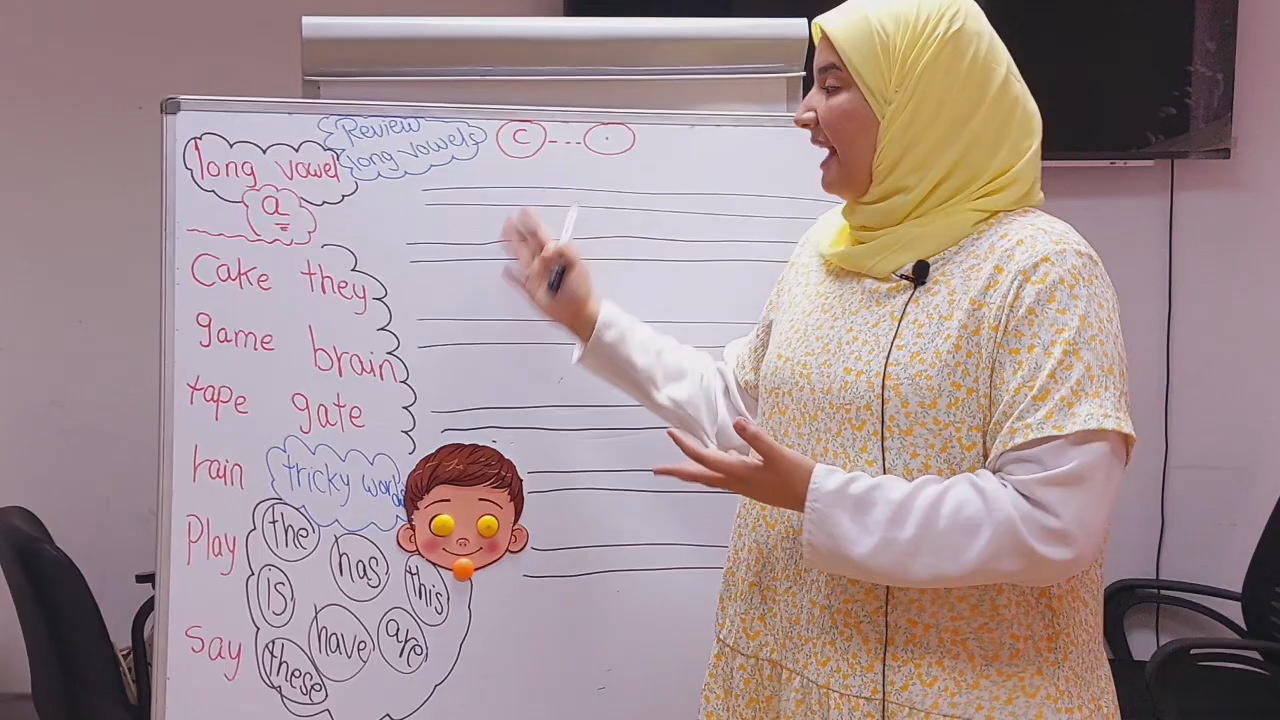 Review
long vowels
C---.
long vowel
a
Cake they
game brain
tape gate
rain
Play
say
tricky words
the
has
this
is
have
are
these